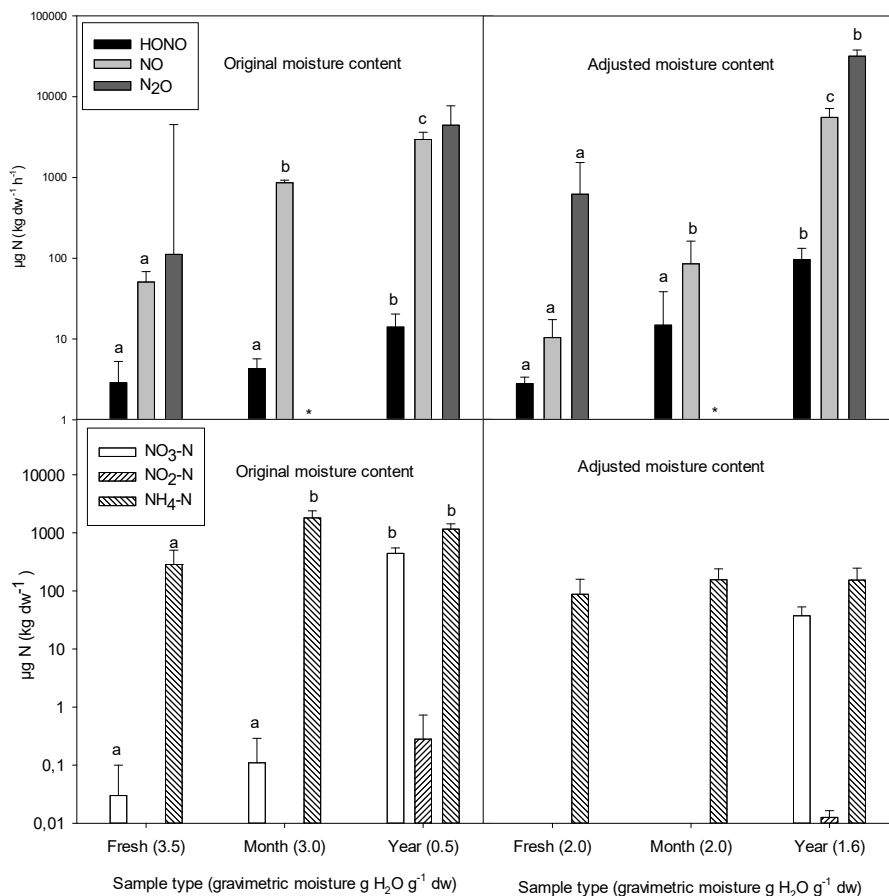 100000
10000
1000
100
10
1
µg N (kg dw⁻¹ h⁻¹)
HONO
NO
N₂O
Original moisture content
a
a
a
b
*
b
c
Adjusted moisture content
a
a
a
a
b
*
b
c
b
10000
1000
100
10
1
0,1
0,01
µg N (kg dw⁻¹)
NO₃-N
NO₂-N
NH₄-N
Original moisture content
a
a
a
b
b
b
Adjusted moisture content
Fresh (3.5) Month (3.0) Year (0.5) Fresh (2.0) Month (2.0) Year (1.6)
Sample type (gravimetric moisture g H₂O g⁻¹ dw) Sample type (gravimetric moisture g H₂O g⁻¹ dw)